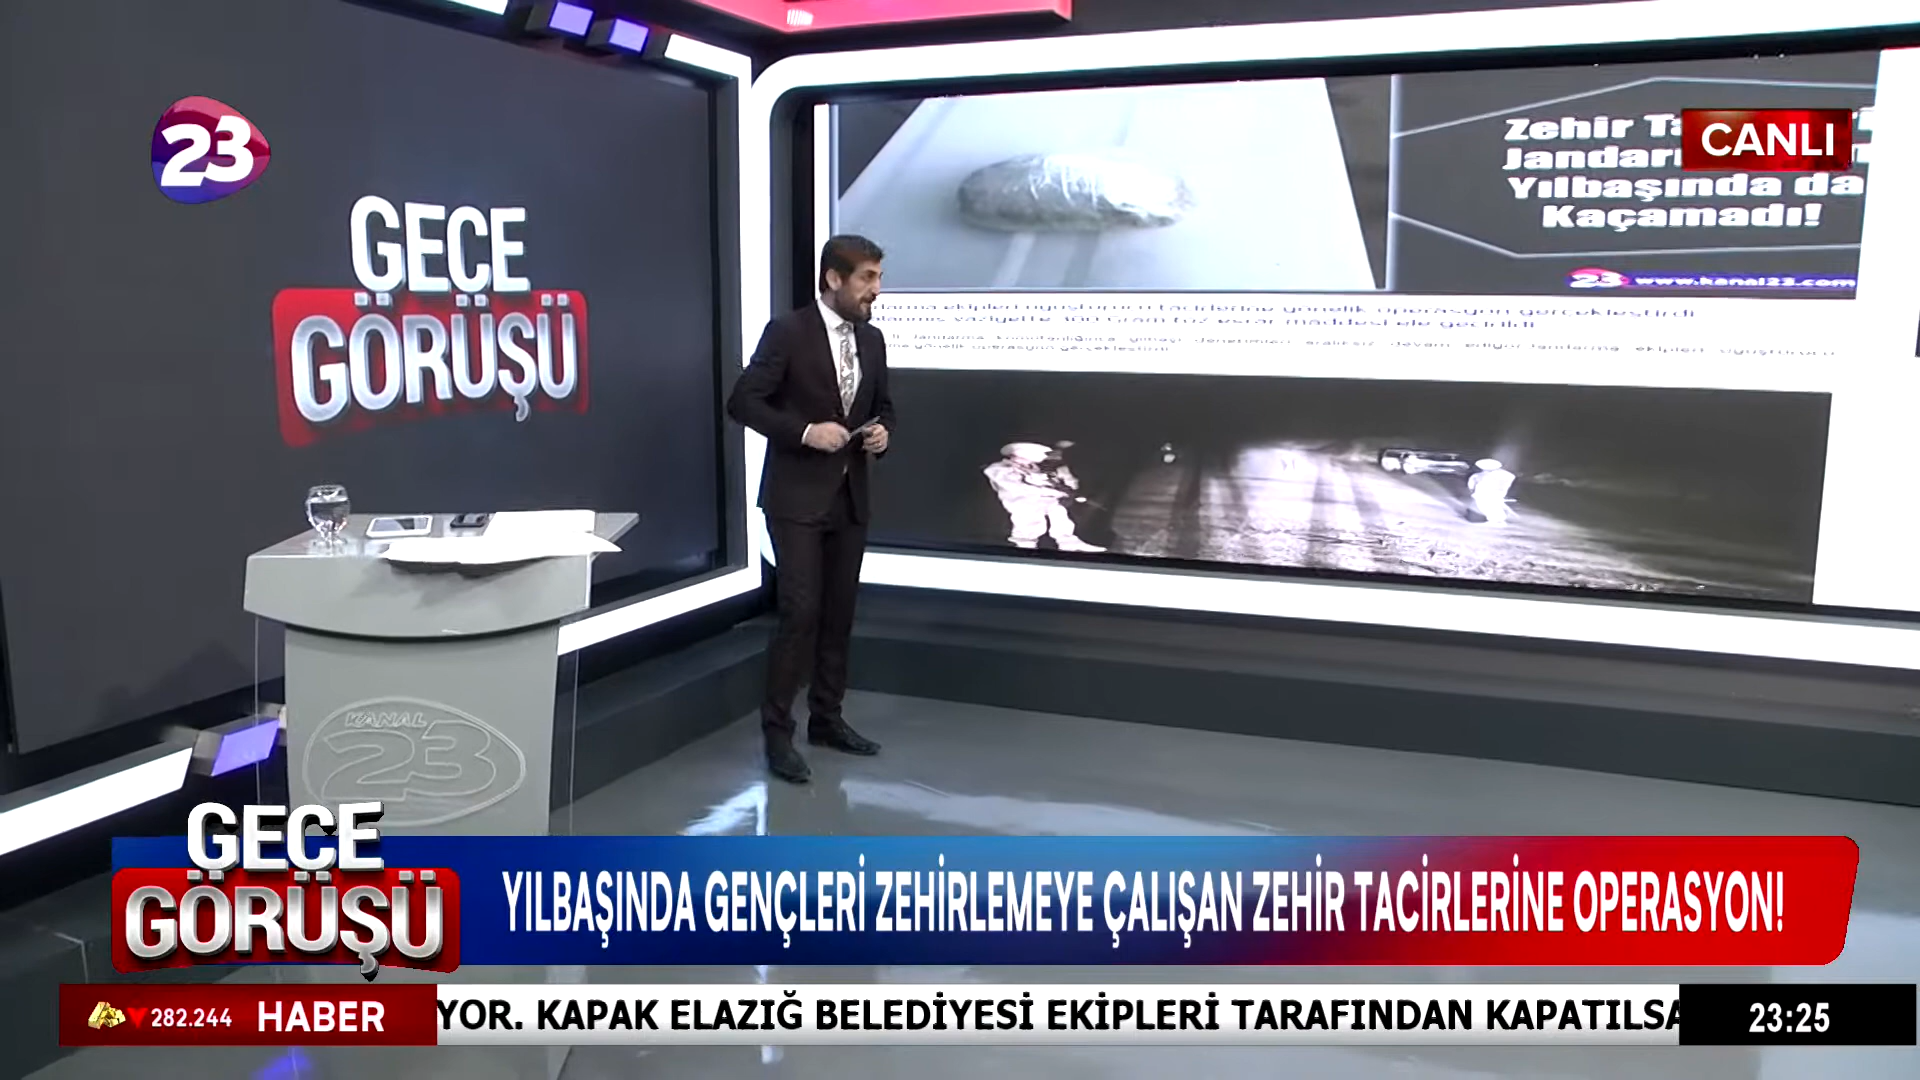 23
CANLI
Zehir
Yılbaşında da
Kaçamadı!
23 www.kanal23.com
GECE
GÖRÜŞÜ
KANAL
23
GECE
GÖRÜŞÜ
YILBAŞINDA GENÇLERİ ZEHİRLEMEYE ÇALIŞAN ZEHİR TACİRLERİNE OPERASYON!
282.244 HABER YOR. KAPAK ELAZIĞ BELEDİYESİ EKİPLERİ TARAFINDAN KAPATILSA 23:25